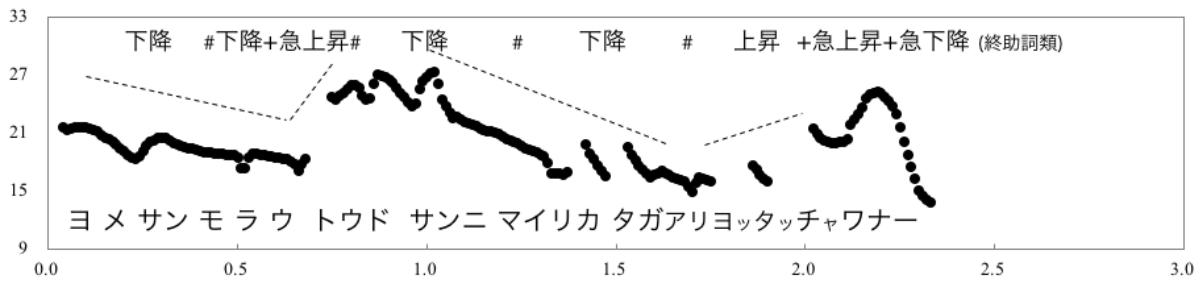 33
下降 #下降+急上昇# 下降 # 下降 # 上昇 +急上昇+急下降 (終助詞類)
27
21
15
ヨ メ サン モ ラ ウ トウド サンニ マイリカ タガアリヨッタッチャワナー
9
0.0 0.5 1.0 1.5 2.0 2.5 3.0